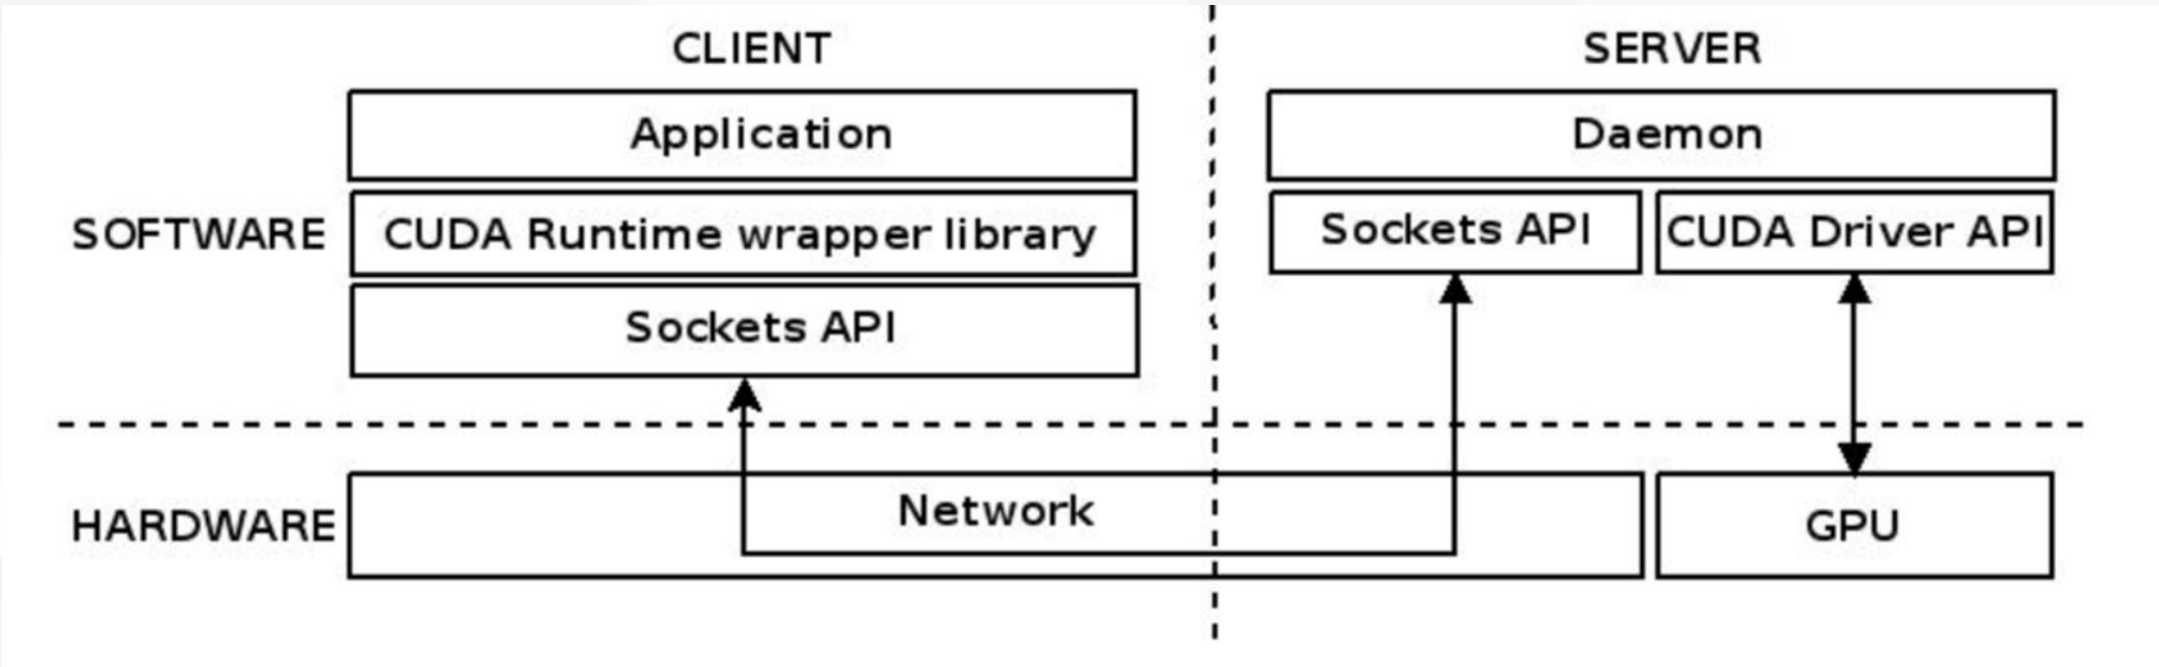 CLIENT
SERVER
Application
Daemon
SOFTWARE
CUDA Runtime wrapper library
Sockets API
CUDA Driver API
Sockets API
HARDWARE
Network
GPU